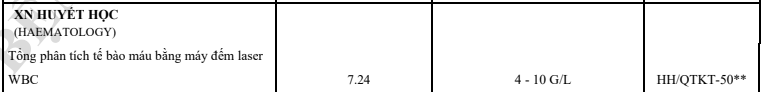 XN HUYẾT HỌC
(HAEMATOLOGY)
Tổng phân tích tế bào máu bằng máy đếm laser
WBC 7.24 4 - 10 G/L HH/QTKT-50**